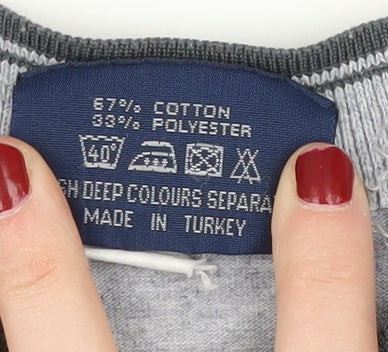 67% COTTON
33% POLYESTER
40°
DEEP COLOURS
MADE IN TURKEY